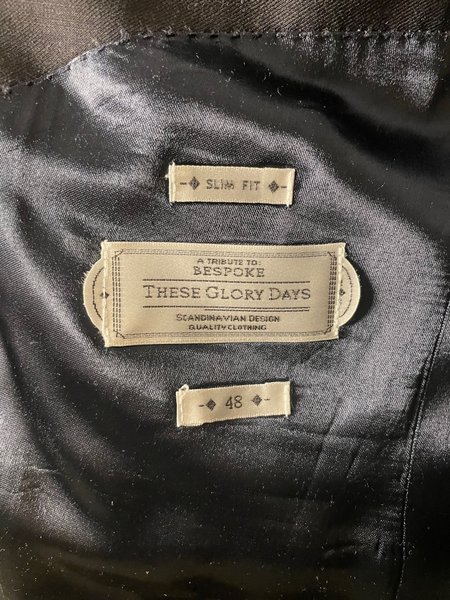 SLIM FIT
A TRIBUTE TO:
BESPOKE
THESE GLORY DAYS
SCANDINAVIAN DESIGN
QUALITY CLOTHING
48